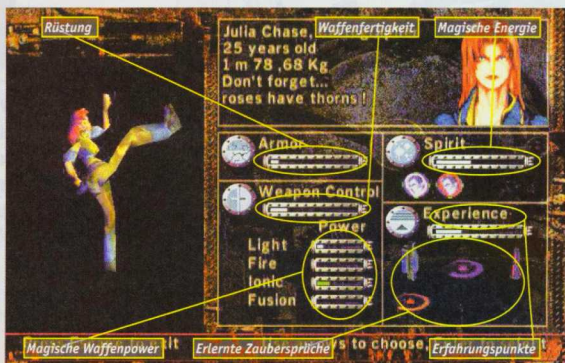 Rüstung
Waffenfertigkeit
Magische Energie
Julia Chase,
25 years old
1 m 78 ,68 Kg
Don't forget...
roses have thorns !
Armor
Spirit
Weapon Control
Experience
Power
Light
Fire
Ionic
Fusion
to choose,
Magische Waffenpower
Erlernte Zaubersprüche
Erfahrungspunkte